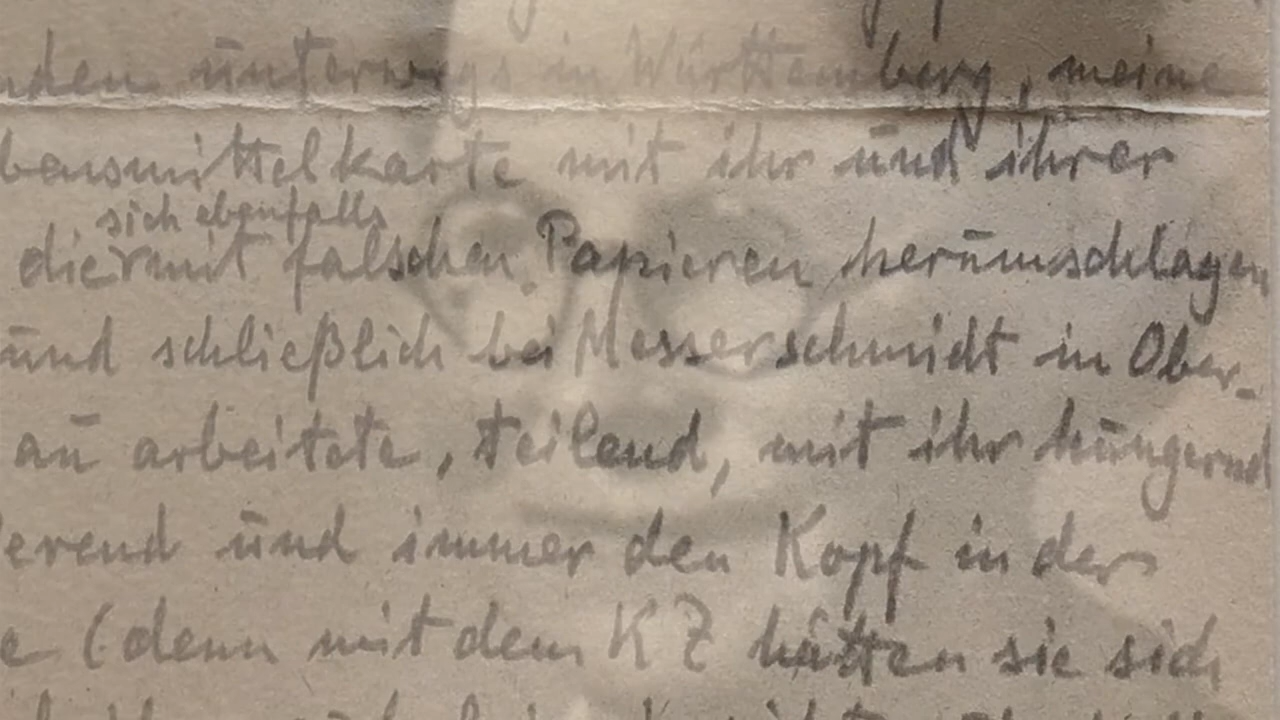 nden unterwegs in Württemberg, meine
bensmittelkarte mit ihr und ihrer
sich ebenfalls
die mit falschen Papieren herumschlagen
und schließlich bei Messerschmidt in Ober-
au arbeitete, teilend, mit ihr hungernd
ierend und immer den Kopf in der
e (denn mit dem KZ hätten sie sich